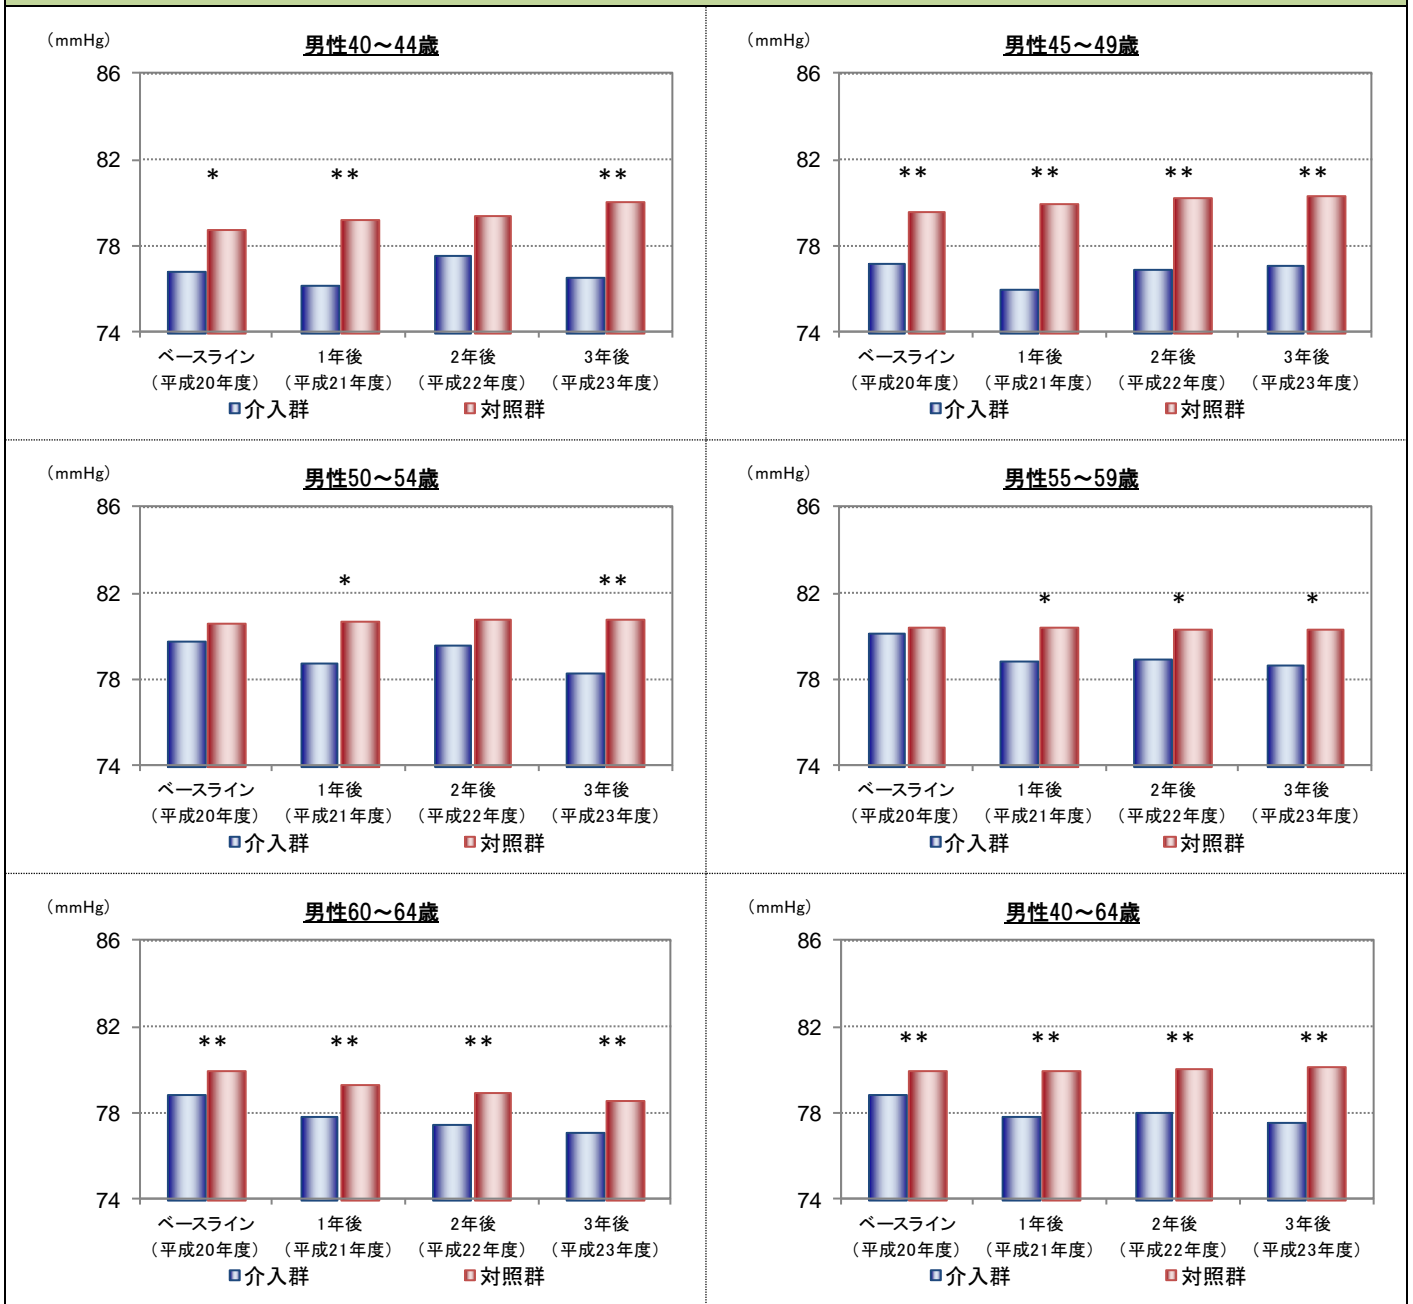 (mmHg)
男性40～44歳
86
82
* ** **
78
74
ベースライン 1年後 2年後 3年後
(平成20年度) (平成21年度) (平成22年度) (平成23年度)
介入群 対照群
(mmHg)
男性45～49歳
86
82
** ** ** **
78
74
ベースライン 1年後 2年後 3年後
(平成20年度) (平成21年度) (平成22年度) (平成23年度)
介入群 対照群
(mmHg)
男性50～54歳
86
* **
82
78
74
ベースライン 1年後 2年後 3年後
(平成20年度) (平成21年度) (平成22年度) (平成23年度)
介入群 対照群
(mmHg)
男性55～59歳
86
82
* * *
78
74
ベースライン 1年後 2年後 3年後
(平成20年度) (平成21年度) (平成22年度) (平成23年度)
介入群 対照群
(mmHg)
男性60～64歳
86
82
** ** ** **
78
74
ベースライン 1年後 2年後 3年後
(平成20年度) (平成21年度) (平成22年度) (平成23年度)
介入群 対照群
(mmHg)
男性40～64歳
86
82
** ** ** **
78
74
ベースライン 1年後 2年後 3年後
(平成20年度) (平成21年度) (平成22年度) (平成23年度)
介入群 対照群